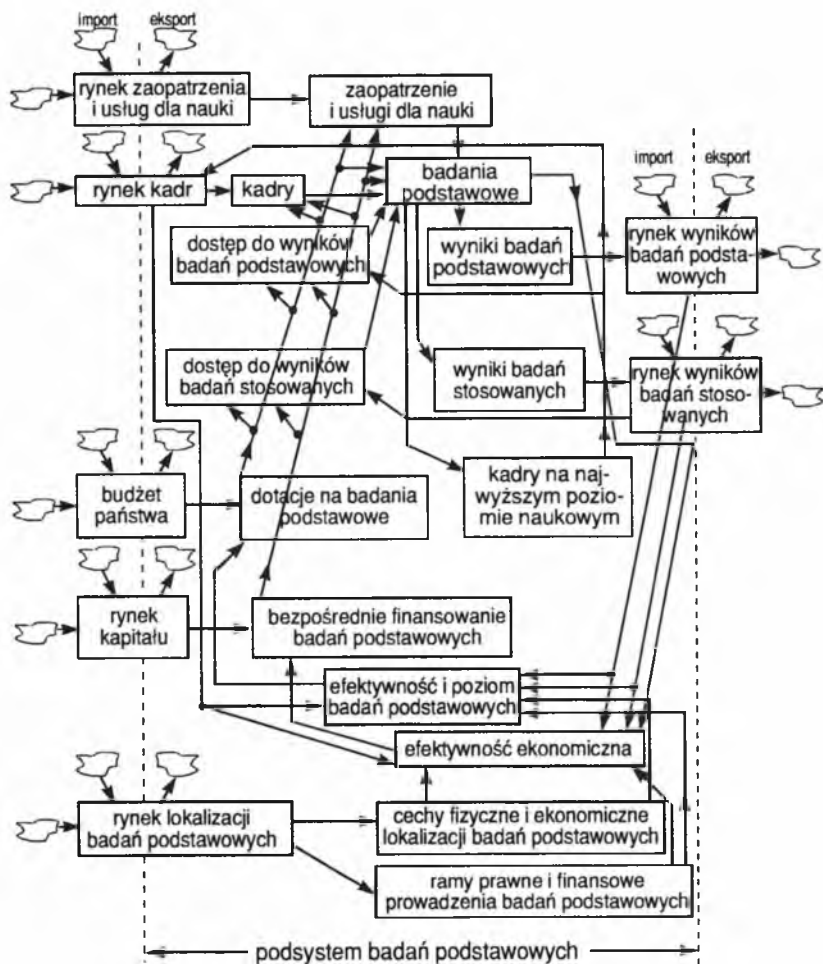 import
eksport
rynek zaopatrzenia
i usług dla nauki
zaopatrzenie
i usługi dla nauki
rynek kadr
kadry
badania
podstawowe
import
eksport
dostęp do wyników
badań podstawowych
wyniki badań
podstawowych
rynek wyników
badań podsta-
wowych
dostęp do wyników
badań stosowanych
wyniki badań
stosowanych
rynek wyników
badań stoso-
wanych
budżet
państwa
dotacje na badania
podstawowe
kadry na naj-
wyższym pozio-
mie naukowym
rynek
kapitału
bezpośrednie finansowanie
badań podstawowych
efektywność i poziom
badań podstawowych
efektywność ekonomiczna
rynek lokalizacji
badań podstawowych
cechy fizyczne i ekonomiczne
lokalizacji badań podstawowych
ramy prawne i finansowe
prowadzenia badań podstawowych
podsystem badań podstawowych